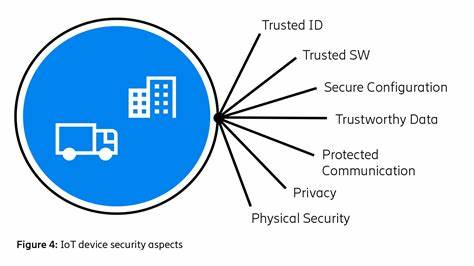 Trusted ID
Trusted SW
Secure Configuration
Trustworthy Data
Protected
Communication
Privacy
Physical Security
Figure 4: IoT device security aspects